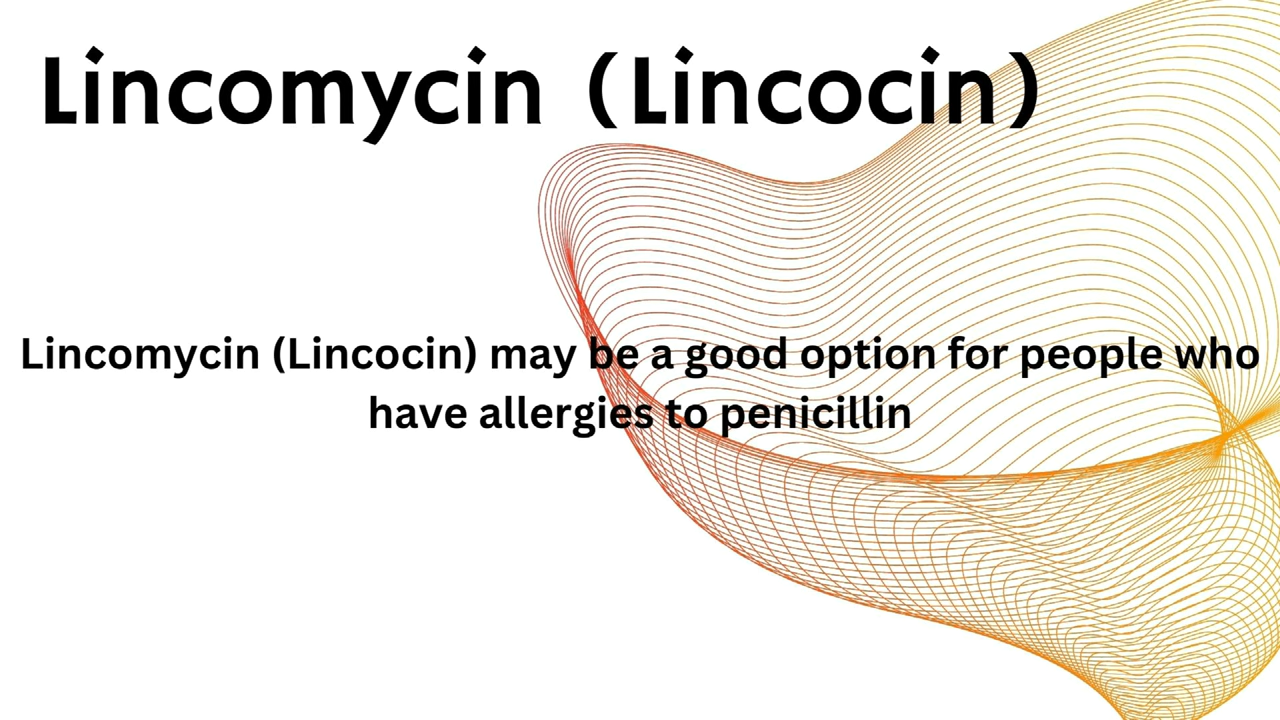 Lincomycin (Lincocin)
Lincomycin (Lincocin) may be a good option for people who
have allergies to penicillin